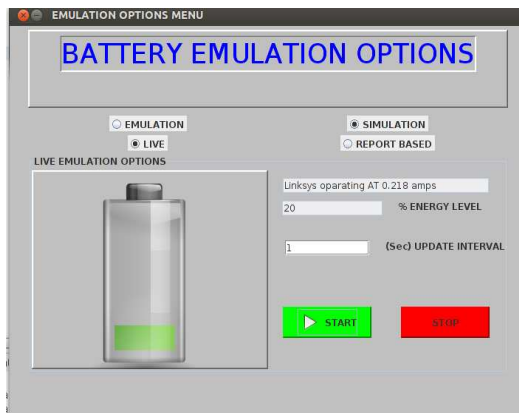 EMULATION OPTIONS MENU
BATTERY EMULATION OPTIONS
EMULATION
SIMULATION
LIVE
REPORT BASED
LIVE EMULATION OPTIONS
Linksys oparating AT 0.218 amps
20 % ENERGY LEVEL
1 (Sec) UPDATE INTERVAL
START STOP